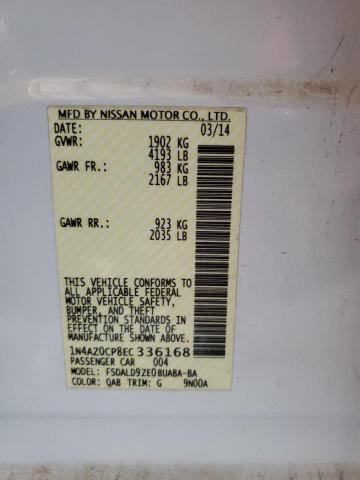 MFD BY NISSAN MOTOR CO., LTD.
DATE: 03/14
GVWR: 1902 KG
4193 LB
GAWR FR.: 983 KG
2167 LB
GAWR RR.: 923 KG
2035 LB
THIS VEHICLE CONFORMS TO
ALL APPLICABLE FEDERAL
MOTOR VEHICLE SAFETY,
BUMPER, AND THEFT
PREVENTION STANDARDS
IN EFFECT ON THE DATE OF
MANUFACTURE SHOWN ABOVE.
1N4AZ0CP8EC336168
PASSENGER CAR 004
MODEL: FSDALD9ZE08UABA-BA
COLOR: QAB TRIM: G 9N00A